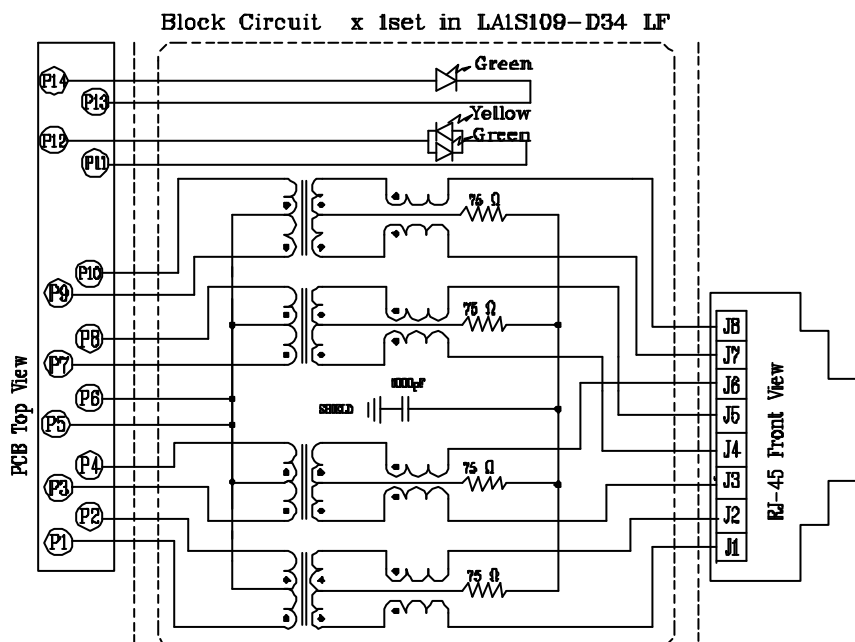 Block Circuit x 1set in LA1S109-D34 LF
P14
Green
P13
Yellow
P12
Green
P11
75 Ω
P10
P9
75 Ω
P8
P7
J8
J7
J6
J5
J4
J3
J2
J1
1000pF
SHIELD
P6
P5
P4
75 Ω
P3
P2
P1
75 Ω
PCB Top View
RJ-45 Front View